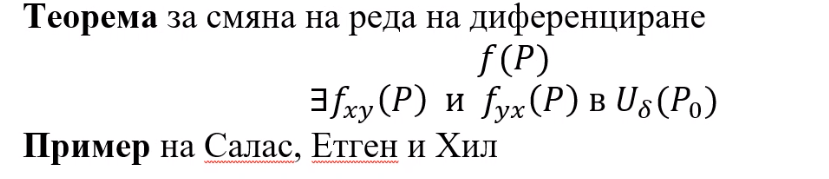 Теорема за смяна на реда на диференциране
f(P)
∃f_{xy}(P) и f_{yx}(P) в U_δ(P_0)
Пример на Салас, Етген и Хил